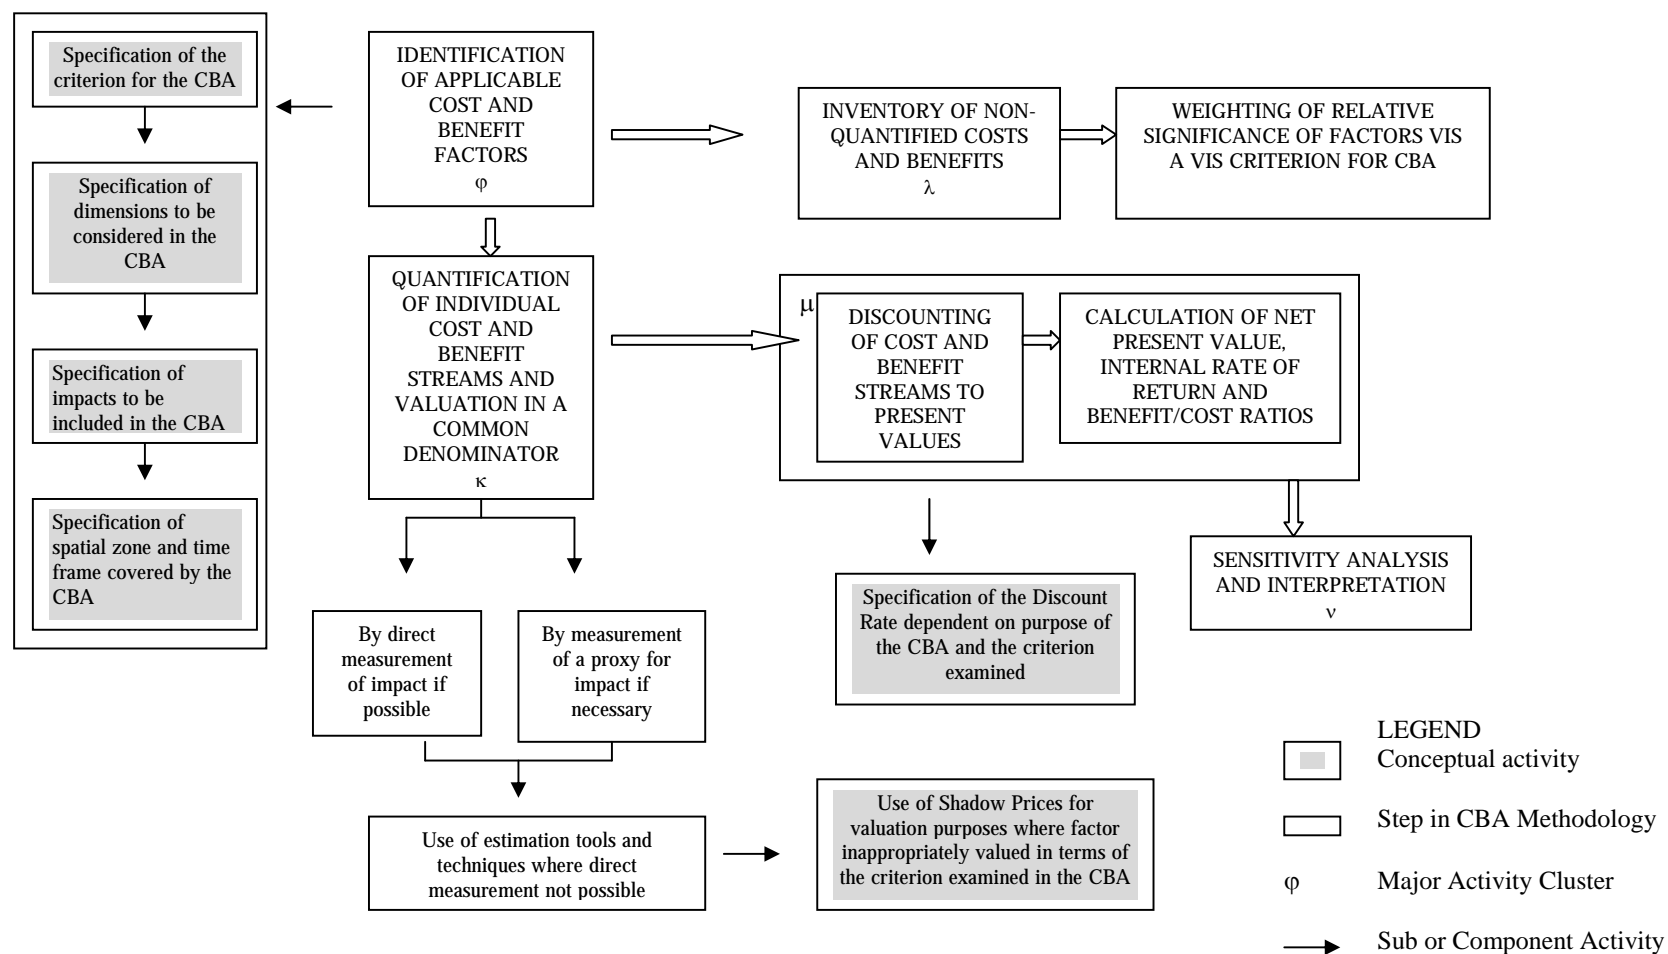 Specification of the
criterion for the CBA
Specification of
dimensions to be
considered in the
CBA
Specification of
impacts to be
included in the CBA
Specification of
spatial zone and time
frame covered by the
CBA
IDENTIFICATION
OF APPLICABLE
COST AND
BENEFIT
FACTORS
φ
INVENTORY OF NON-
QUANTIFIED COSTS
AND BENEFITS
λ
WEIGHTING OF RELATIVE
SIGNIFICANCE OF FACTORS VIS
A VIS CRITERION FOR CBA
QUANTIFICATION
OF INDIVIDUAL
COST AND
BENEFIT
STREAMS AND
VALUATION IN A
COMMON
DENOMINATOR
κ
μ
DISCOUNTING
OF COST AND
BENEFIT
STREAMS TO
PRESENT
VALUES
CALCULATION OF NET
PRESENT VALUE,
INTERNAL RATE OF
RETURN AND
BENEFIT/COST RATIOS
SENSITIVITY ANALYSIS
AND INTERPRETATION
ν
Specification of the Discount
Rate dependent on purpose of
the CBA and the criterion
examined
By direct
measurement
of impact if
possible
By measurement
of a proxy for
impact if
necessary
Use of estimation tools and
techniques where direct
measurement not possible
Use of Shadow Prices for
valuation purposes where factor
inappropriately valued in terms of
the criterion examined in the CBA
LEGEND
Conceptual activity
Step in CBA Methodology
φ Major Activity Cluster
Sub or Component Activity